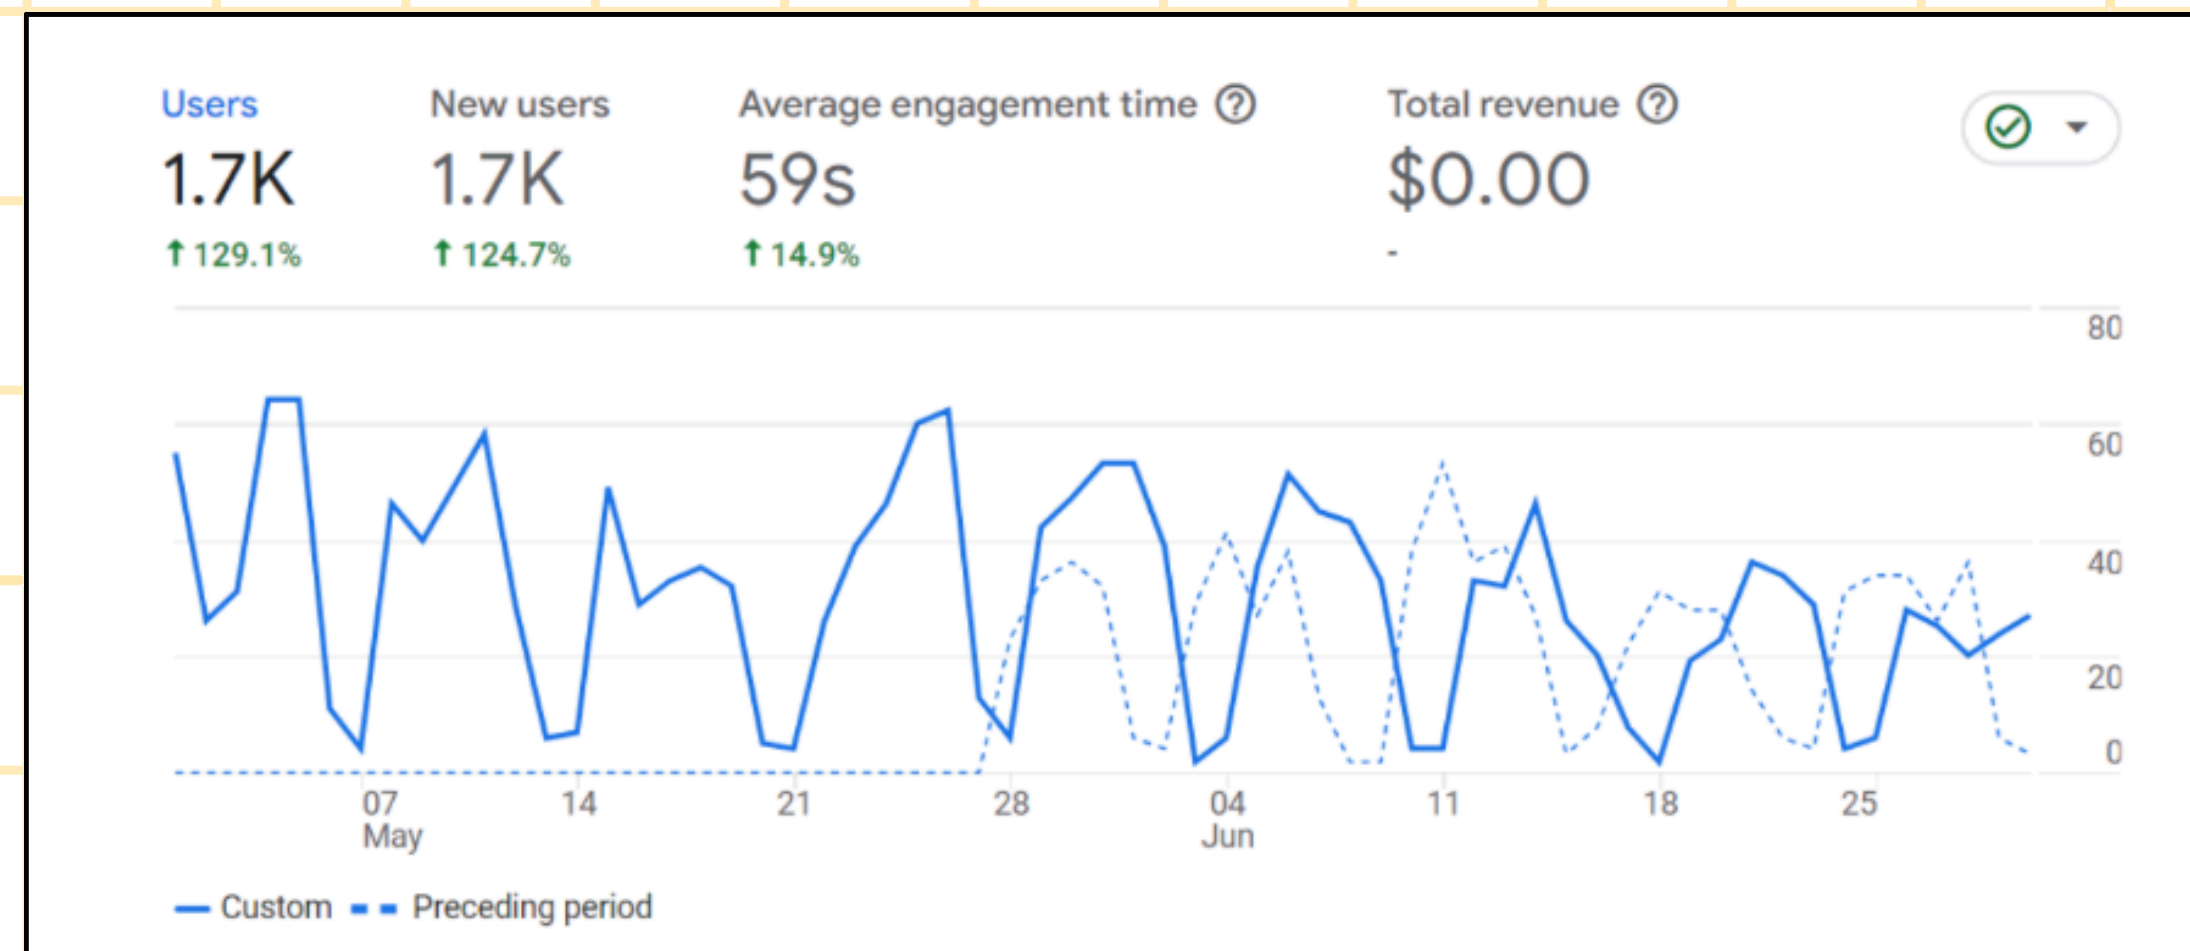 Users New users Average engagement time ? Total revenue ?
1.7K 1.7K 59s $0.00
↑ 129.1% ↑ 124.7% ↑ 14.9% -
80
60
40
20
0
07 14 21 28 04 11 18 25
May Jun
Custom Preceding period